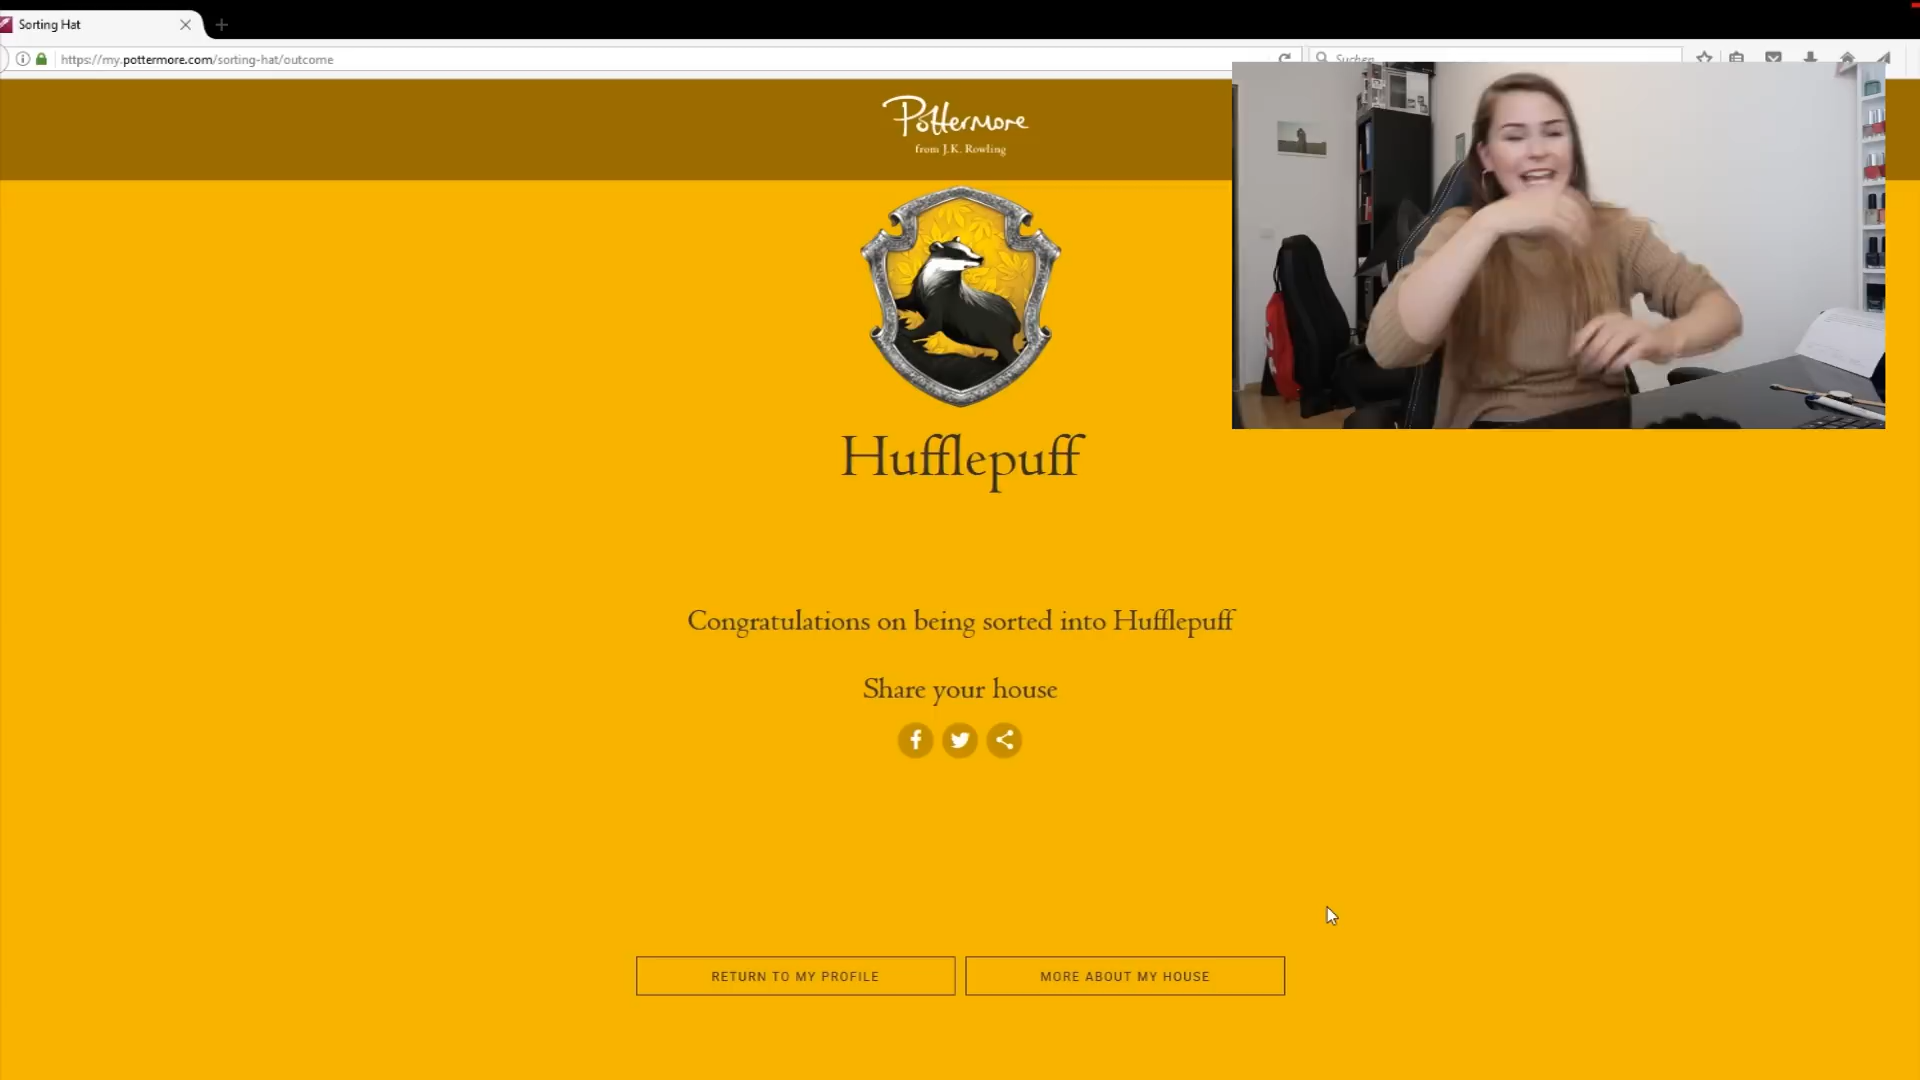 Sorting Hat
https://my.pottermore.com/sorting-hat/outcome
Suchen
Pottermore
from J.K. Rowling
Hufflepuff
Congratulations on being sorted into Hufflepuff
Share your house
RETURN TO MY PROFILE
MORE ABOUT MY HOUSE